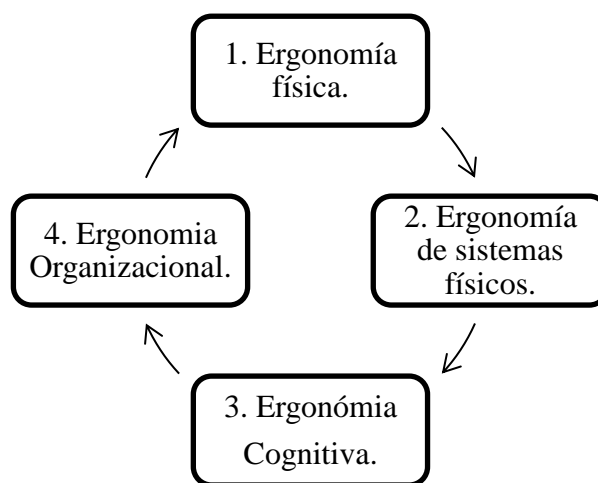 1. Ergonomía
física.
2. Ergonomía
de sistemas
físicos.
3. Ergonómia
Cognitiva.
4. Ergonomia
Organizacional.